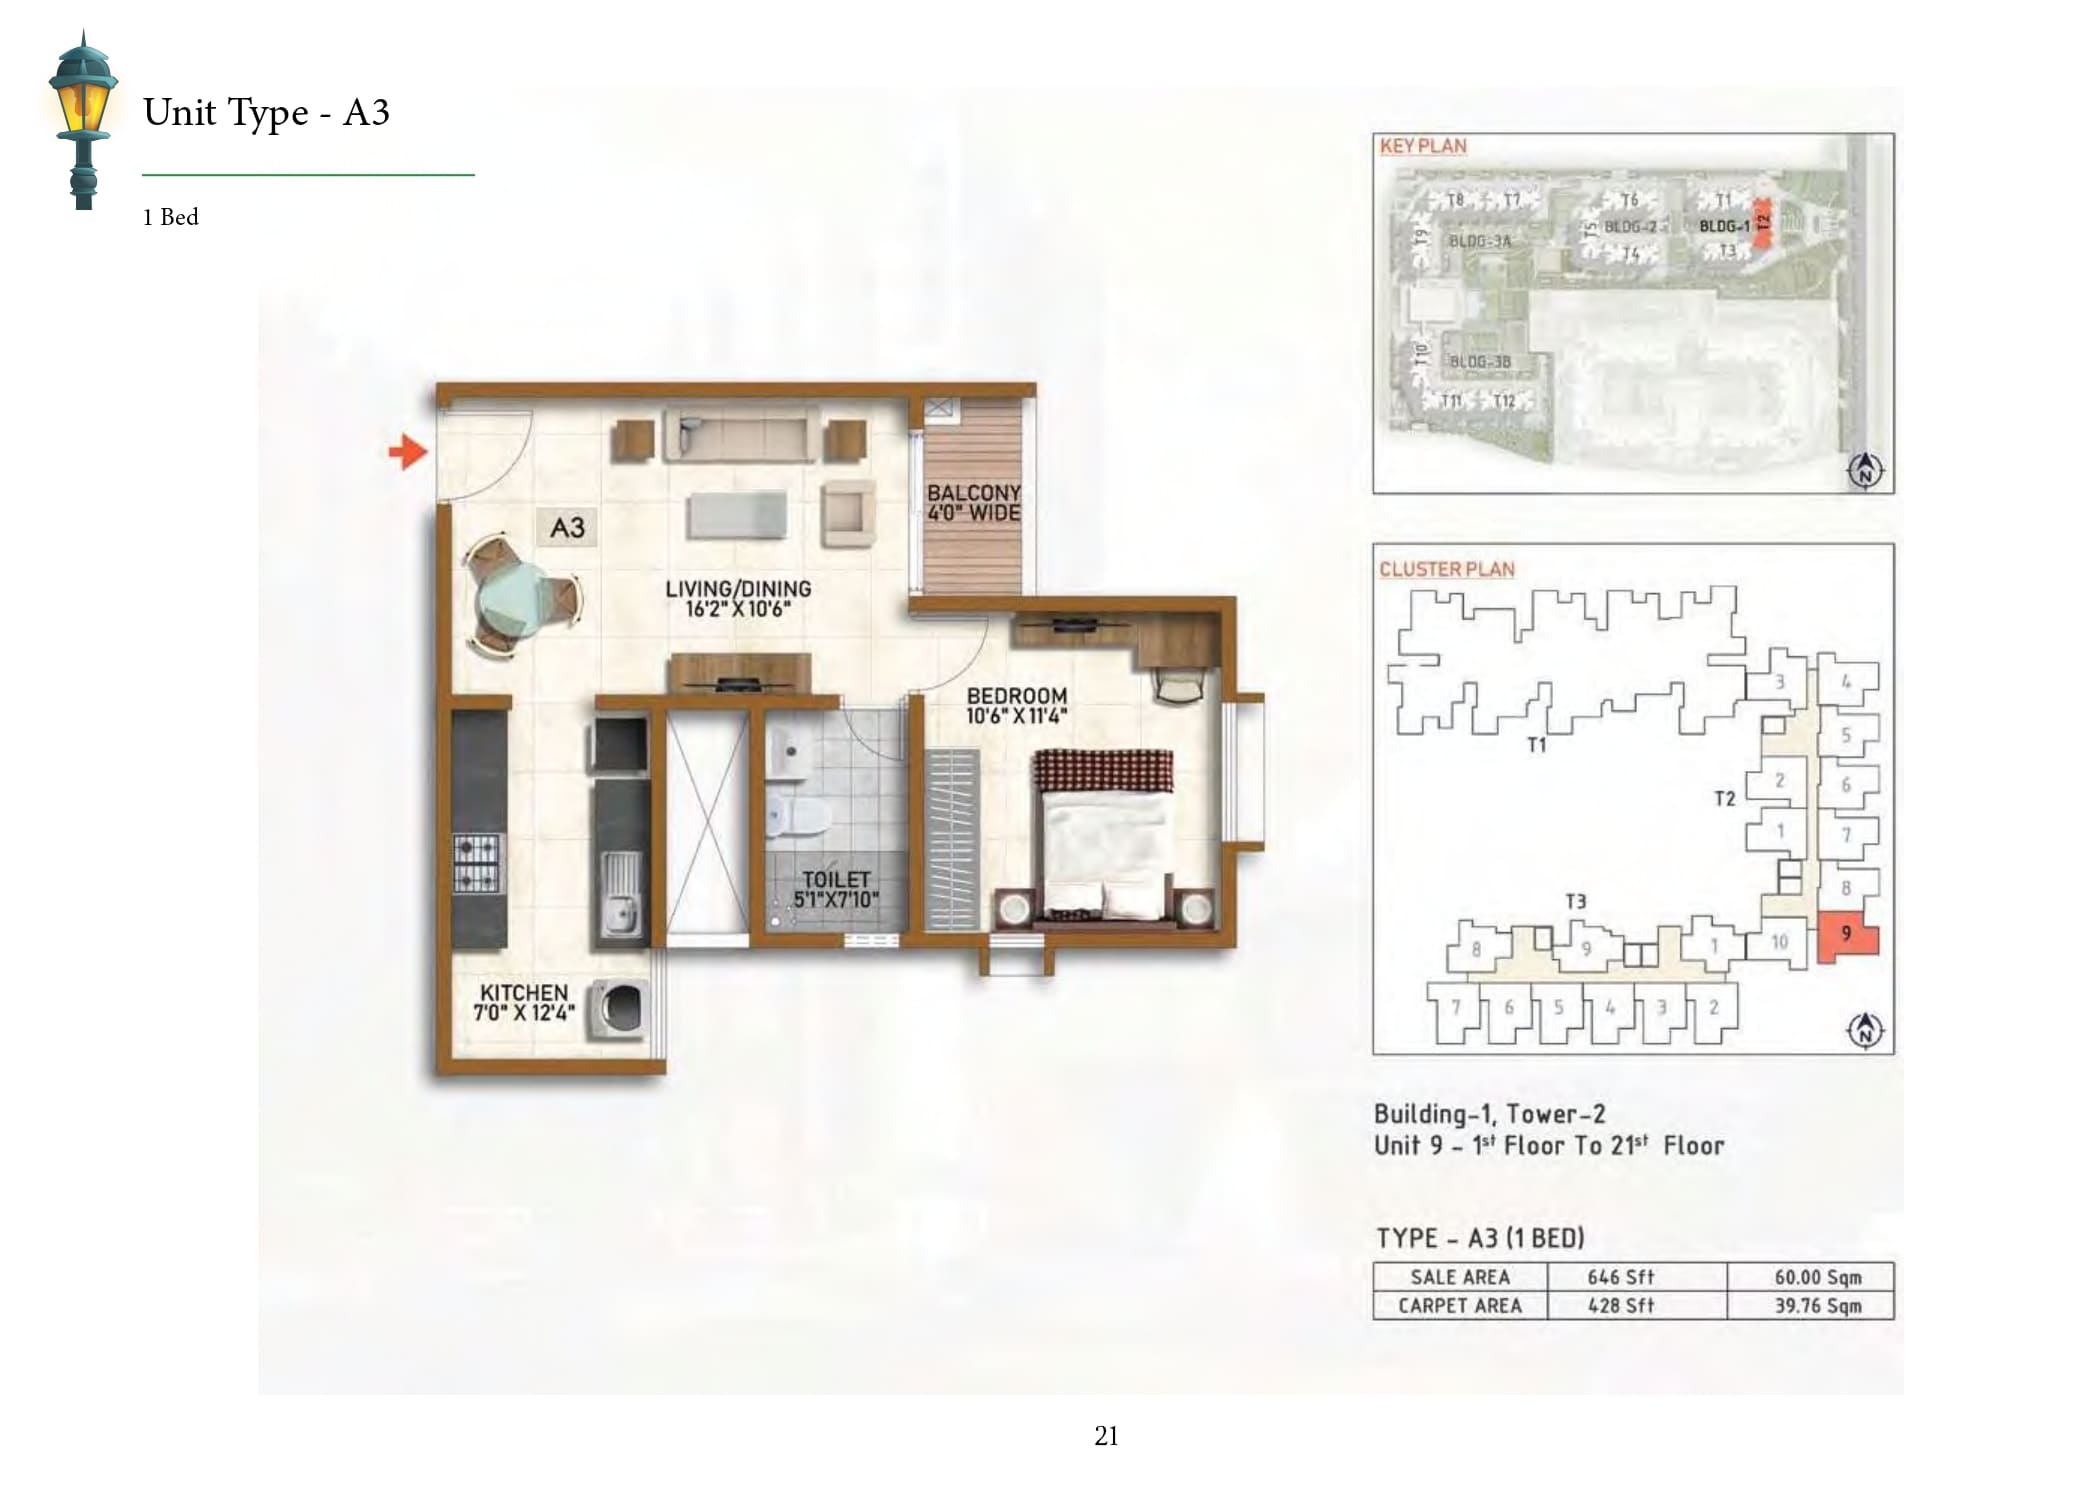 Unit Type - A3
1 Bed
A3
BALCONY
4'0" WIDE
LIVING/DINING
16'2" X 10'6"
BEDROOM
10'6" X 11'4"
TOILET
5'1"X7'10"
KITCHEN
7'0" X 12'4"
KEY PLAN
T8 T7 T6 T1
T9 BLDG-3A T5 BLDG-2 BLDG-1 T2
T4 T3
T10 BLDG-3B
T11 T12
N
CLUSTER PLAN
3 4
5
T1
2 6
T2
1 7
8
T3
9
8 9 1 10
7 6 5 4 3 2
N
Building-1, Tower-2
Unit 9 - 1st Floor To 21st Floor
TYPE - A3 (1 BED)
SALE AREA 646 Sft 60.00 Sqm
CARPET AREA 428 Sft 39.76 Sqm
21